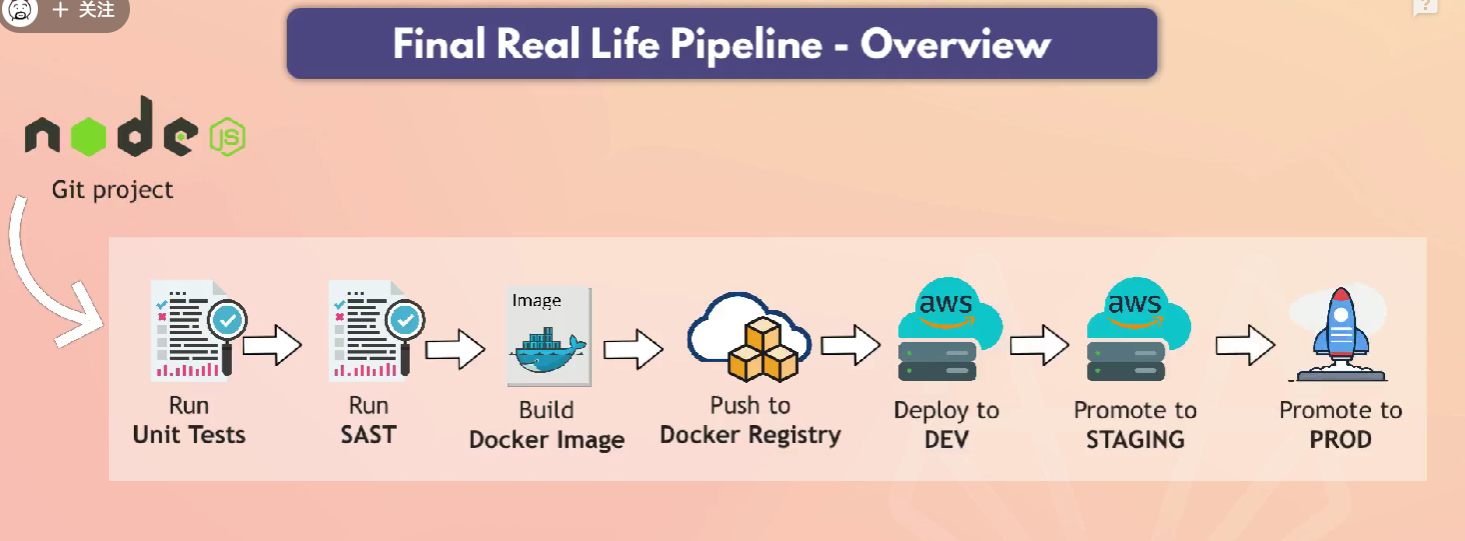 + 关注
?
Final Real Life Pipeline - Overview
node JS
Git project
Image
aws
aws
Run
Unit Tests
Run
SAST
Build
Docker Image
Push to
Docker Registry
Deploy to
DEV
Promote to
STAGING
Promote to
PROD